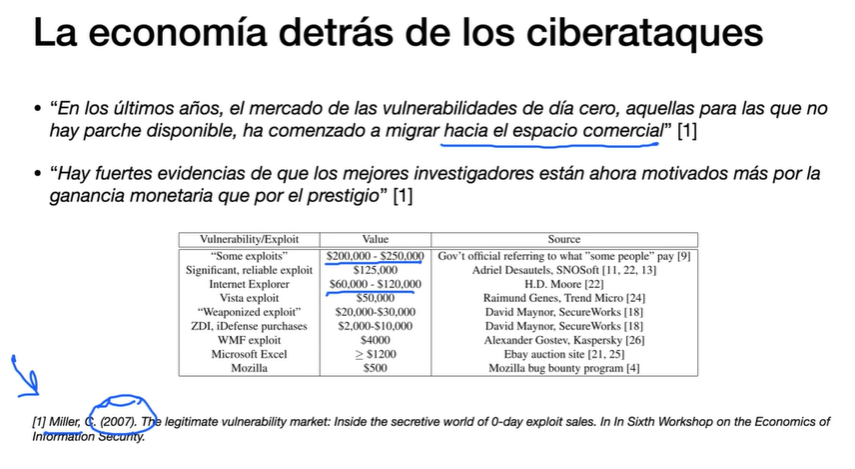 La economía detrás de los ciberataques
• “En los últimos años, el mercado de las vulnerabilidades de día cero, aquellas para las que no
hay parche disponible, ha comenzado a migrar hacia el espacio comercial” [1]
• “Hay fuertes evidencias de que los mejores investigadores están ahora motivados más por la
ganancia monetaria que por el prestigio” [1]
Vulnerability/Exploit Value Source
“Some exploits” $200,000 - $250,000 Gov’t official referring to what ”some people” pay [9]
Significant, reliable exploit $125,000 Adriel Desautels, SNOSoft [11, 22, 13]
Internet Explorer $60,000 - $120,000 H.D. Moore [22]
Vista exploit $50,000 Raimund Genes, Trend Micro [24]
“Weaponized exploit” $20,000-$30,000 David Maynor, SecureWorks [18]
ZDI, iDefense purchases $2,000-$10,000 David Maynor, SecureWorks [18]
WMF exploit $4000 Alexander Gostev, Kaspersky [26]
Microsoft Excel ≥ $1200 Ebay auction site [21, 25]
Mozilla $500 Mozilla bug bounty program [4]
[1] Miller, C. (2007). The legitimate vulnerability market: Inside the secretive world of 0-day exploit sales. In In Sixth Workshop on the Economics of
Information Security.